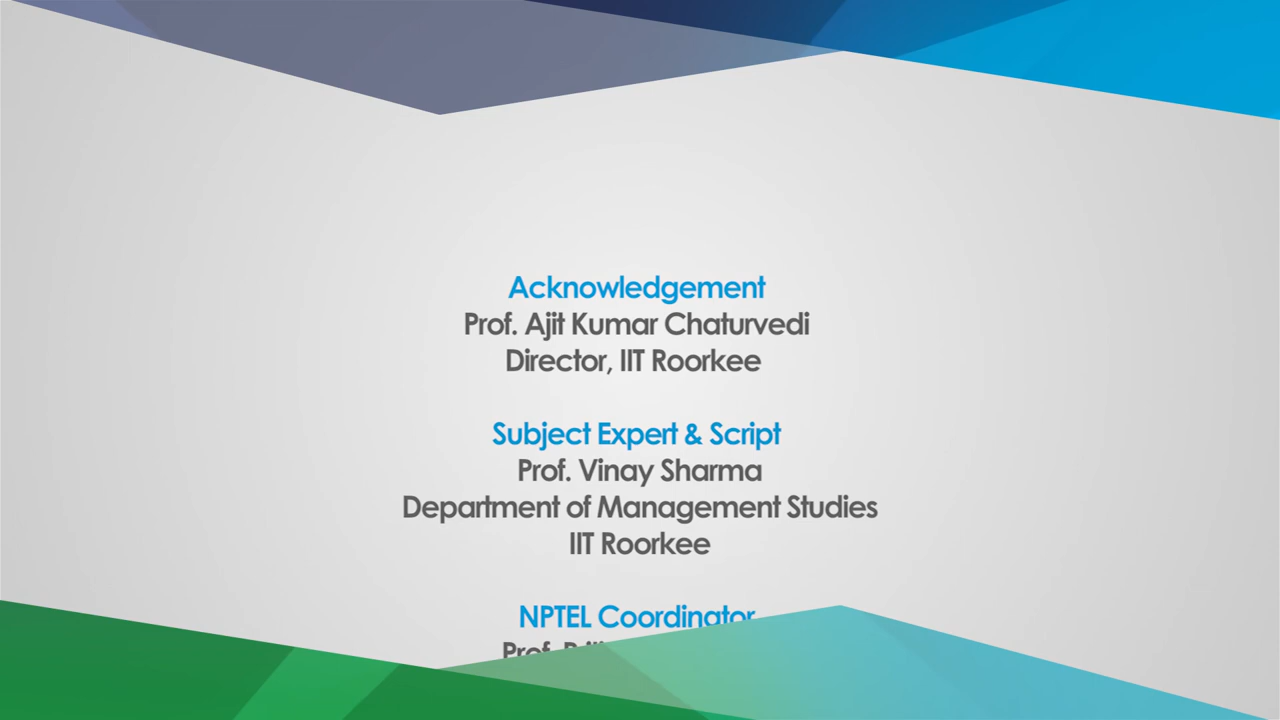 Acknowledgement
Prof. Ajit Kumar Chaturvedi
Director, IIT Roorkee
Subject Expert & Script
Prof. Vinay Sharma
Department of Management Studies
IIT Roorkee
NPTEL Coordinator
Prof.